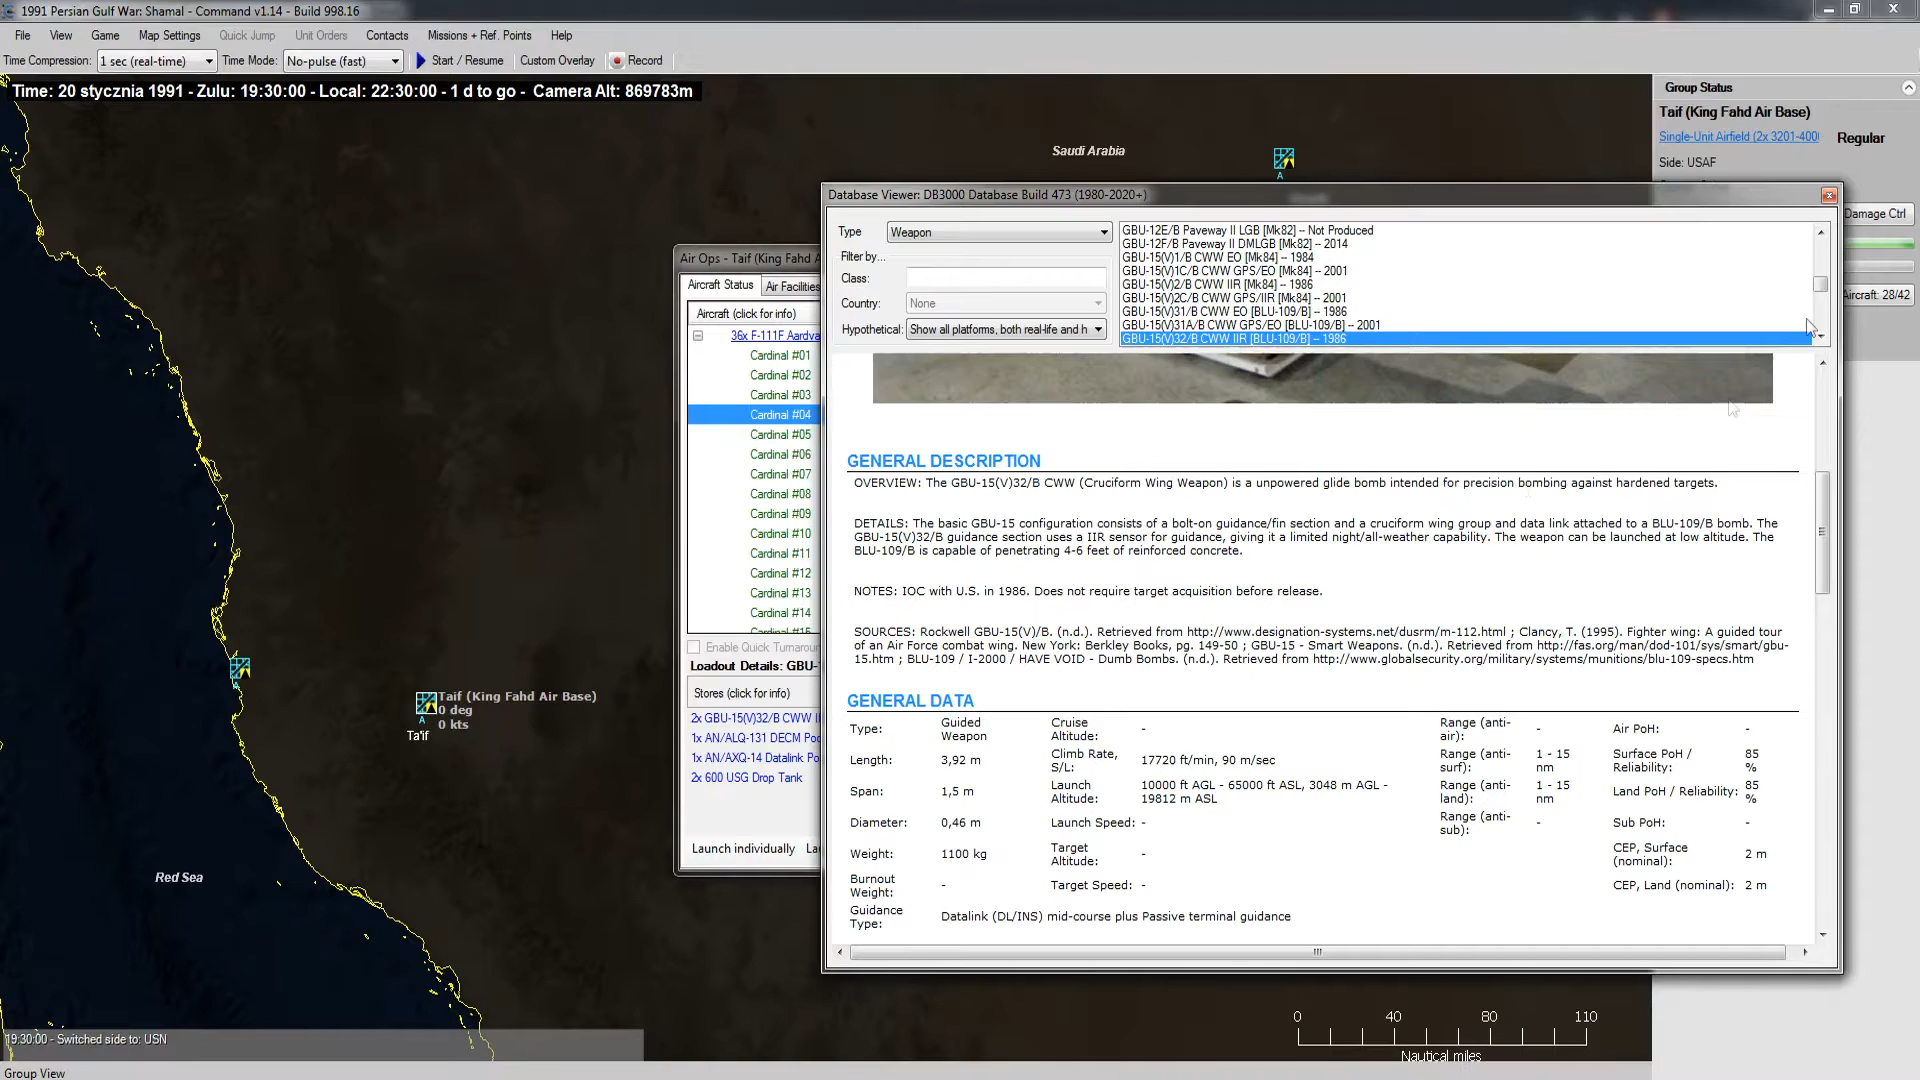 1991 Persian Gulf War: Shamal - Command v1.14 - Build 998.16
File View Game Map Settings Quick Jump Unit Orders Contacts Missions + Ref. Points Help
Time Compression: 1 sec (real-time) Time Mode: No-pulse (fast) Start / Resume Custom Overlay Record
Time: 20 stycznia 1991 - Zulu: 19:30:00 - Local: 22:30:00 - 1 d to go - Camera Alt: 869783m
Group Status
Taif (King Fahd Air Base)
Single-Unit Airfield (2x 3201-400 Regular
Side: USAF
Damage Ctrl
Aircraft: 28/42
Saudi Arabia
A
Database Viewer: DB3000 Database Build 473 (1980-2020+)
Type Weapon
Filter by...
Class:
Country: None
Hypothetical: Show all platforms, both real-life and h
GBU-12E/B Paveway II LGB [Mk82] -- Not Produced
GBU-12F/B Paveway II DMLGB [Mk82] -- 2014
GBU-15(V)1/B CWW EO [Mk84] -- 1984
GBU-15(V)1C/B CWW GPS/EO [Mk84] -- 2001
GBU-15(V)2/B CWW IIR [Mk84] -- 1986
GBU-15(V)2C/B CWW GPS/IIR [Mk84] -- 2001
GBU-15(V)31/B CWW EO [BLU-109/B] -- 1986
GBU-15(V)31A/B CWW GPS/EO [BLU-109/B] -- 2001
GBU-15(V)32/B CWW IIR [BLU-109/B] -- 1986
Air Ops - Taif (King Fahd A
Aircraft Status Air Facilities
Aircraft (click for info)
36x F-111F Aardva
Cardinal #01
Cardinal #02
Cardinal #03
Cardinal #04
Cardinal #05
Cardinal #06
Cardinal #07
Cardinal #08
Cardinal #09
Cardinal #10
Cardinal #11
Cardinal #12
Cardinal #13
Cardinal #14
Cardinal #15
Enable Quick Turnaroun
Loadout Details: GBU-
Stores (click for info)
2x GBU-15(V)32/B CWW II
1x AN/ALQ-131 DECM Poc
1x AN/AXQ-14 Datalink Po
2x 600 USG Drop Tank
Launch individually La
GENERAL DESCRIPTION
OVERVIEW: The GBU-15(V)32/B CWW (Cruciform Wing Weapon) is a unpowered glide bomb intended for precision bombing against hardened targets.
DETAILS: The basic GBU-15 configuration consists of a bolt-on guidance/fin section and a cruciform wing group and data link attached to a BLU-109/B bomb. The
GBU-15(V)32/B guidance section uses a IIR sensor for guidance, giving it a limited night/all-weather capability. The weapon can be launched at low altitude. The
BLU-109/B is capable of penetrating 4-6 feet of reinforced concrete.
NOTES: IOC with U.S. in 1986. Does not require target acquisition before release.
SOURCES: Rockwell GBU-15(V)/B. (n.d.). Retrieved from http://www.designation-systems.net/dusrm/m-112.html ; Clancy, T. (1995). Fighter wing: A guided tour
of an Air Force combat wing. New York: Berkley Books, pg. 149-50 ; GBU-15 - Smart Weapons. (n.d.). Retrieved from http://fas.org/man/dod-101/sys/smart/gbu-
15.htm ; BLU-109 / I-2000 / HAVE VOID - Dumb Bombs. (n.d.). Retrieved from http://www.globalsecurity.org/military/systems/munitions/blu-109-specs.htm
GENERAL DATA
Type: Guided Weapon Cruise Altitude: - Range (anti-air): - Air PoH: -
Length: 3,92 m Climb Rate, S/L: 17720 ft/min, 90 m/sec Range (anti-surf): 1 - 15 nm Surface PoH / Reliability: 85 %
Span: 1,5 m Launch Altitude: 10000 ft AGL - 65000 ft ASL, 3048 m AGL - 19812 m ASL Range (anti-land): 1 - 15 nm Land PoH / Reliability: 85 %
Diameter: 0,46 m Launch Speed: - Range (anti-sub): - Sub PoH: -
Weight: 1100 kg Target Altitude: - CEP, Surface (nominal): 2 m
Burnout Weight: - Target Speed: - CEP, Land (nominal): 2 m
Guidance Type: Datalink (DL/INS) mid-course plus Passive terminal guidance
A
Taif (King Fahd Air Base)
0 deg
0 kts
A
Ta'if
Red Sea
0 40 80 110
Nautical miles
19:30:00 - Switched side to: USN
Group View